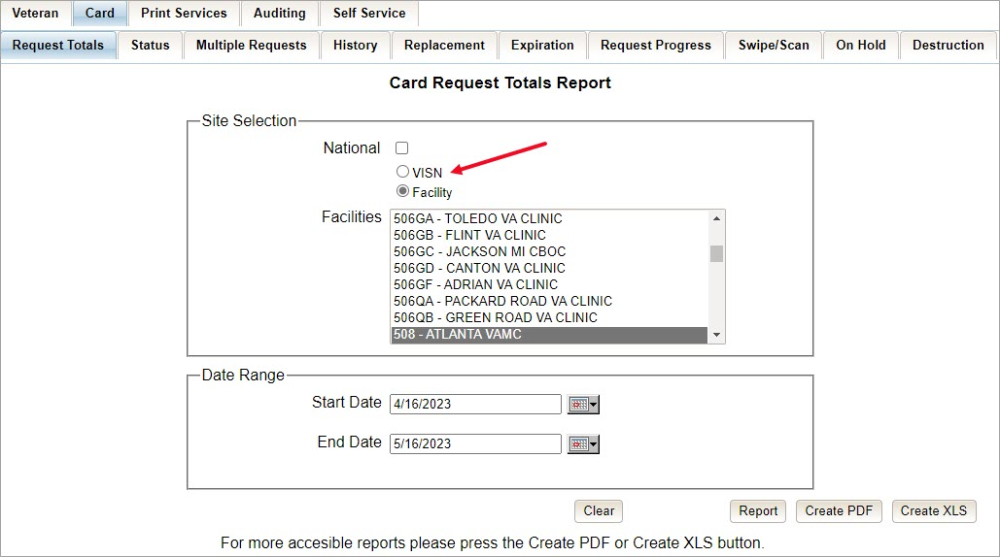 Veteran Card Print Services Auditing Self Service
Request Totals Status Multiple Requests History Replacement Expiration Request Progress Swipe/Scan On Hold Destruction
Card Request Totals Report
Site Selection
National
VISN
Facility
Facilities
506GA - TOLEDO VA CLINIC
506GB - FLINT VA CLINIC
506GC - JACKSON MI CBOC
506GD - CANTON VA CLINIC
506GF - ADRIAN VA CLINIC
506QA - PACKARD ROAD VA CLINIC
506QB - GREEN ROAD VA CLINIC
508 - ATLANTA VAMC
Date Range
Start Date 4/16/2023
End Date 5/16/2023
Clear Report Create PDF Create XLS
For more accesible reports please press the Create PDF or Create XLS button.